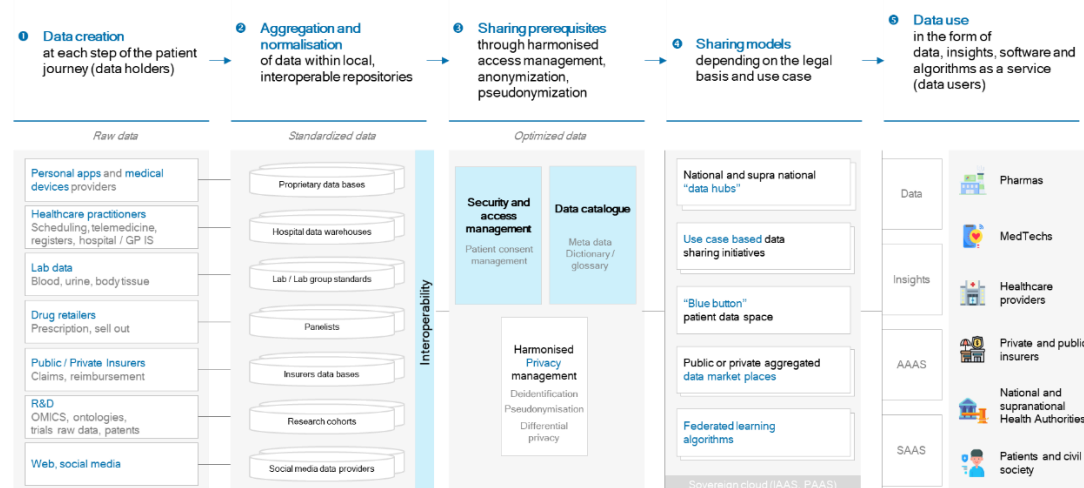 ❶ Data creation
at each step of the patient
journey (data holders)
❷ Aggregation and
normalisation
of data within local,
interoperable repositories
❸ Sharing prerequisites
through harmonised
access management,
anonymization,
pseudonymization
❹ Sharing models
depending on the legal
basis and use case
❺ Data use
in the form of
data, insights, software and
algorithms as a service
(data users)
Raw data
Standardized data
Optimized data
Personal apps and medical
devices providers
Healthcare practitioners
Scheduling, telemedicine,
registers, hospital / GP IS
Lab data
Blood, urine, body tissue
Drug retailers
Prescription, sell out
Public / Private Insurers
Claims, reimbursement
R&D
OMICS, ontologies,
trials raw data, patents
Web, social media
Proprietary data bases
Hospital data warehouses
Lab / Lab group standards
Panelists
Insurers data bases
Research cohorts
Social media data providers
Interoperability
Security and
access
management
Patient consent
management
Data catalogue
Meta data
Dictionary /
glossary
Harmonised
Privacy
management
Deidentification
Pseudonymisation
Differential
privacy
National and supra national
“data hubs”
Use case based data
sharing initiatives
“Blue button”
patient data space
Public or private aggregated
data market places
Federated learning
algorithms
Sovereign cloud (IAAS, PAAS)
Data
Insights
AAAS
SAAS
Pharmas
MedTechs
Healthcare
providers
Private and public
insurers
National and
supranational
Health Authorities
Patients and civil
society